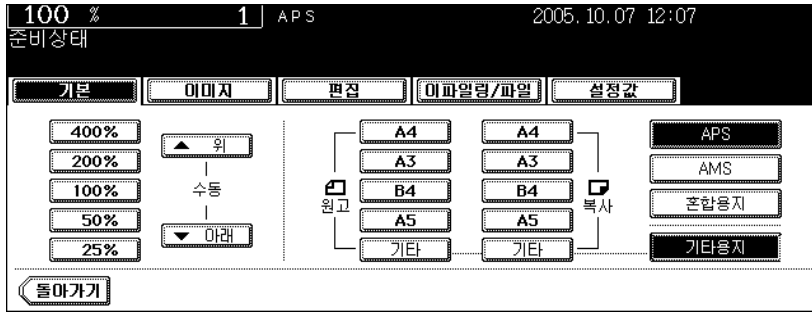 100 % 1 APS 2005.10.07 12:07
준비상태
기본 이미지 편집 이파일링/파일 설정값
400% 위 A4 A4 APS
200% A3 A3 AMS
100% 수동 원고 B4 B4 복사 혼합용지
50% 아래 A5 A5
25% 기타 기타 기타용지
돌아가기